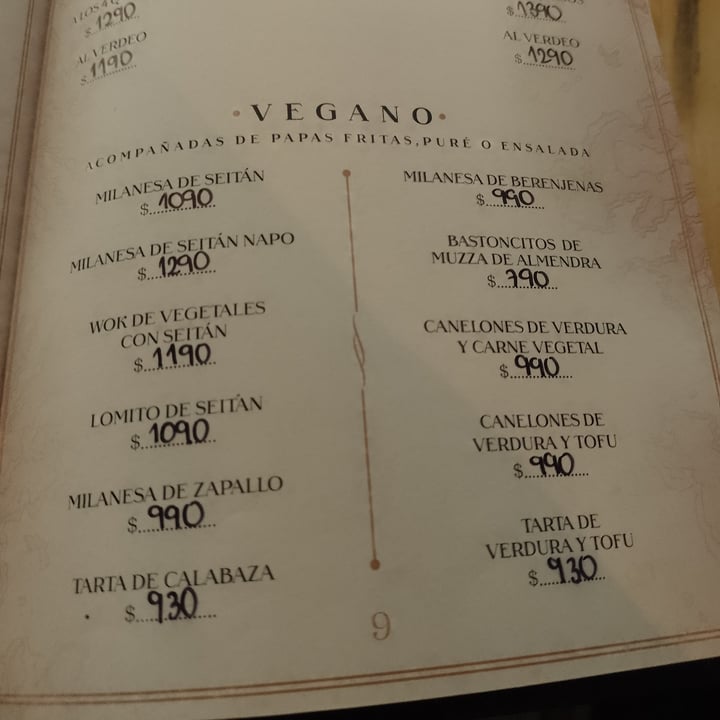 $ 1290
AL VERDEO
$ 1190
$ 1390
AL VERDEO
$ 1290
VEGANO
ACOMPAÑADAS DE PAPAS FRITAS, PURÉ O ENSALADA
MILANESA DE SEITÁN
$ 1090
MILANESA DE SEITÁN NAPO
$ 1290
WOK DE VEGETALES
CON SEITÁN
$ 1190
LOMITO DE SEITÁN
$ 1090
MILANESA DE ZAPALLO
$ 990
TARTA DE CALABAZA
$ 930
MILANESA DE BERENJENAS
$ 990
BASTONCITOS DE
MUZZA DE ALMENDRA
$ 790
CANELONES DE VERDURA
Y CARNE VEGETAL
$ 990
CANELONES DE
VERDURA Y TOFU
$ 990
TARTA DE
VERDURA Y TOFU
$ 930
9